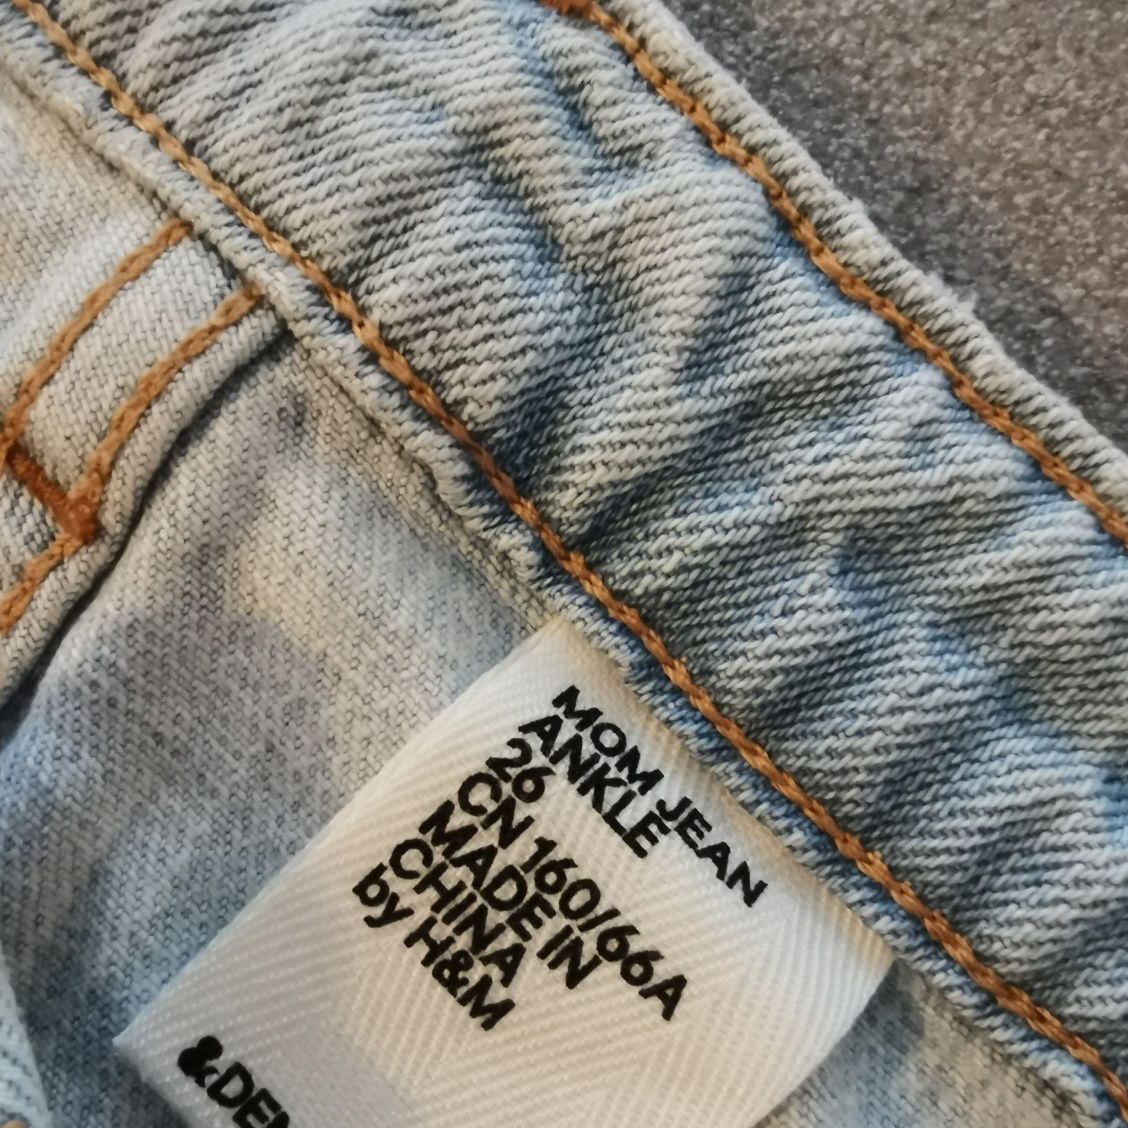 MOM JEAN
ANKLE
26
CN 160/66A
MADE IN
CHINA
by H&M